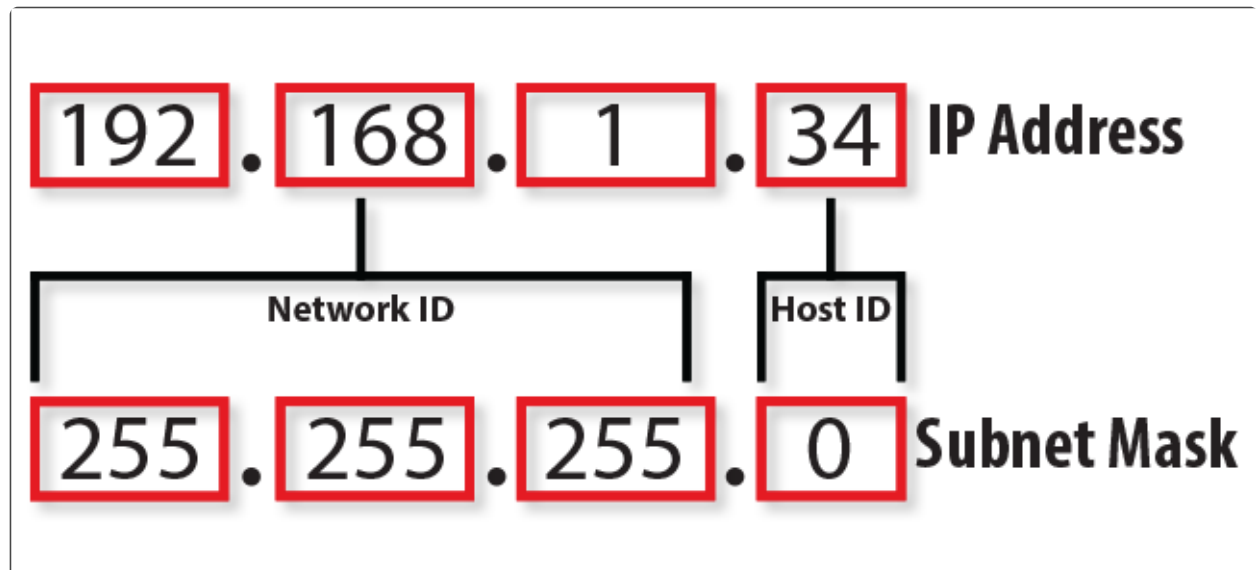 192.168.1.34 IP Address
Network ID Host ID
255.255.255.0 Subnet Mask